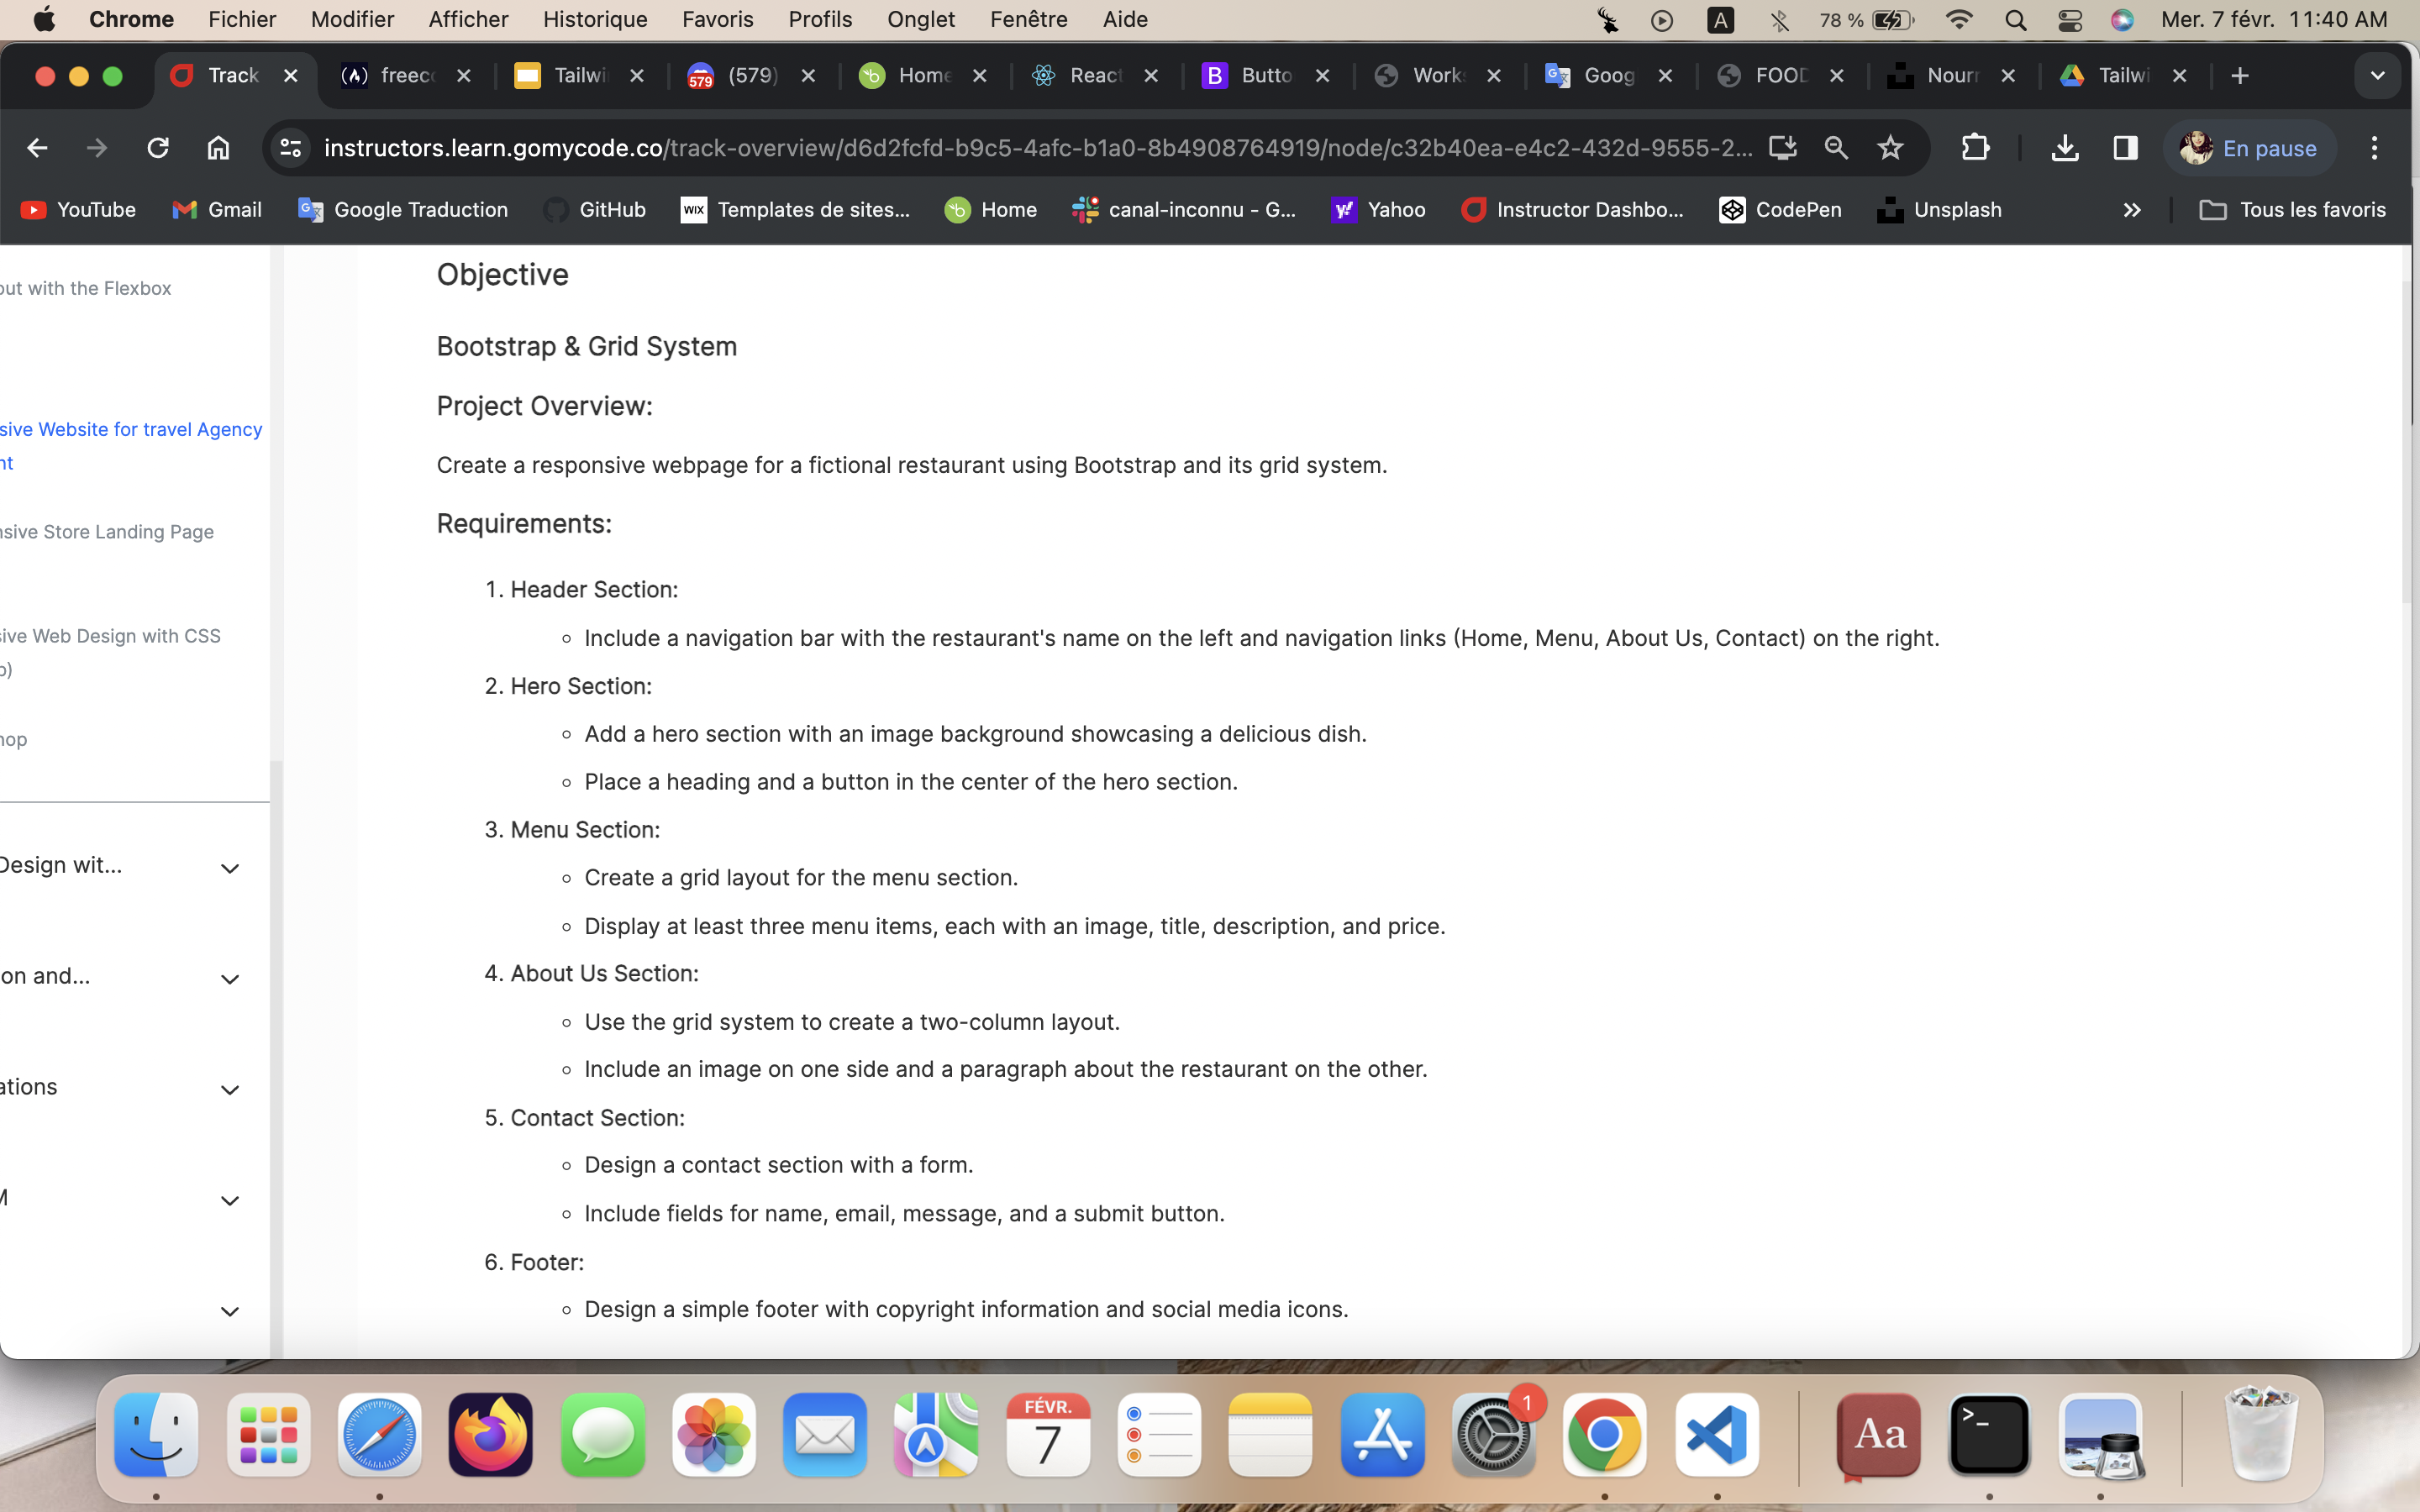 Chrome Fichier Modifier Afficher Historique Favoris Profils Onglet Fenêtre Aide A 78 % Mer. 7 févr. 11:40 AM
Track freecc Tailwi 579 (579) Home React B Butto Work Goog FOOD Nourr Tailwi
instructors.learn.gomycode.co/track-overview/d6d2fcfd-b9c5-4afc-b1a0-8b4908764919/node/c32b40ea-e4c2-432d-9555-2... En pause
YouTube Gmail Google Traduction GitHub WiX Templates de sites... Home canal-inconnu - G... Yahoo Instructor Dashbo... CodePen Unsplash Tous les favoris
out with the Flexbox
sive Website for travel Agency
nt
nsive Store Landing Page
sive Web Design with CSS
p)
hop
Design wit...
on and...
ations
M
Objective
Bootstrap & Grid System
Project Overview:
Create a responsive webpage for a fictional restaurant using Bootstrap and its grid system.
Requirements:
1. Header Section:
Include a navigation bar with the restaurant's name on the left and navigation links (Home, Menu, About Us, Contact) on the right.
2. Hero Section:
Add a hero section with an image background showcasing a delicious dish.
Place a heading and a button in the center of the hero section.
3. Menu Section:
Create a grid layout for the menu section.
Display at least three menu items, each with an image, title, description, and price.
4. About Us Section:
Use the grid system to create a two-column layout.
Include an image on one side and a paragraph about the restaurant on the other.
5. Contact Section:
Design a contact section with a form.
Include fields for name, email, message, and a submit button.
6. Footer:
Design a simple footer with copyright information and social media icons.
FÉVR.
7
1
Aa
>_